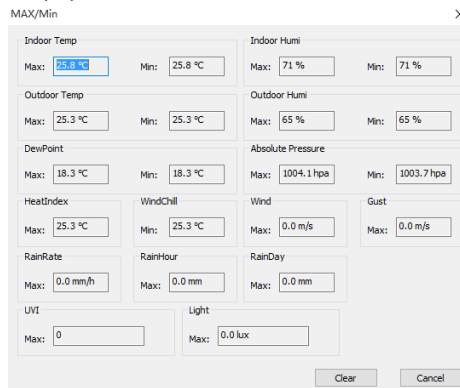 MAX/Min
Indoor Temp Indoor Humi
Max: 25.8 ℃ Min: 25.8 ℃ Max: 71 % Min: 71 %
Outdoor Temp Outdoor Humi
Max: 25.3 ℃ Min: 25.3 ℃ Max: 65 % Min: 65 %
DewPoint Absolute Pressure
Max: 18.3 ℃ Min: 18.3 ℃ Max: 1004.1 hpa Min: 1003.7 hpa
HeatIndex WindChill Wind Gust
Max: 25.3 ℃ Min: 25.3 ℃ Max: 0.0 m/s Max: 0.0 m/s
RainRate RainHour RainDay
Max: 0.0 mm/h Max: 0.0 mm Max: 0.0 mm
UVI Light
Max: 0 Max: 0.0 lux
Clear Cancel